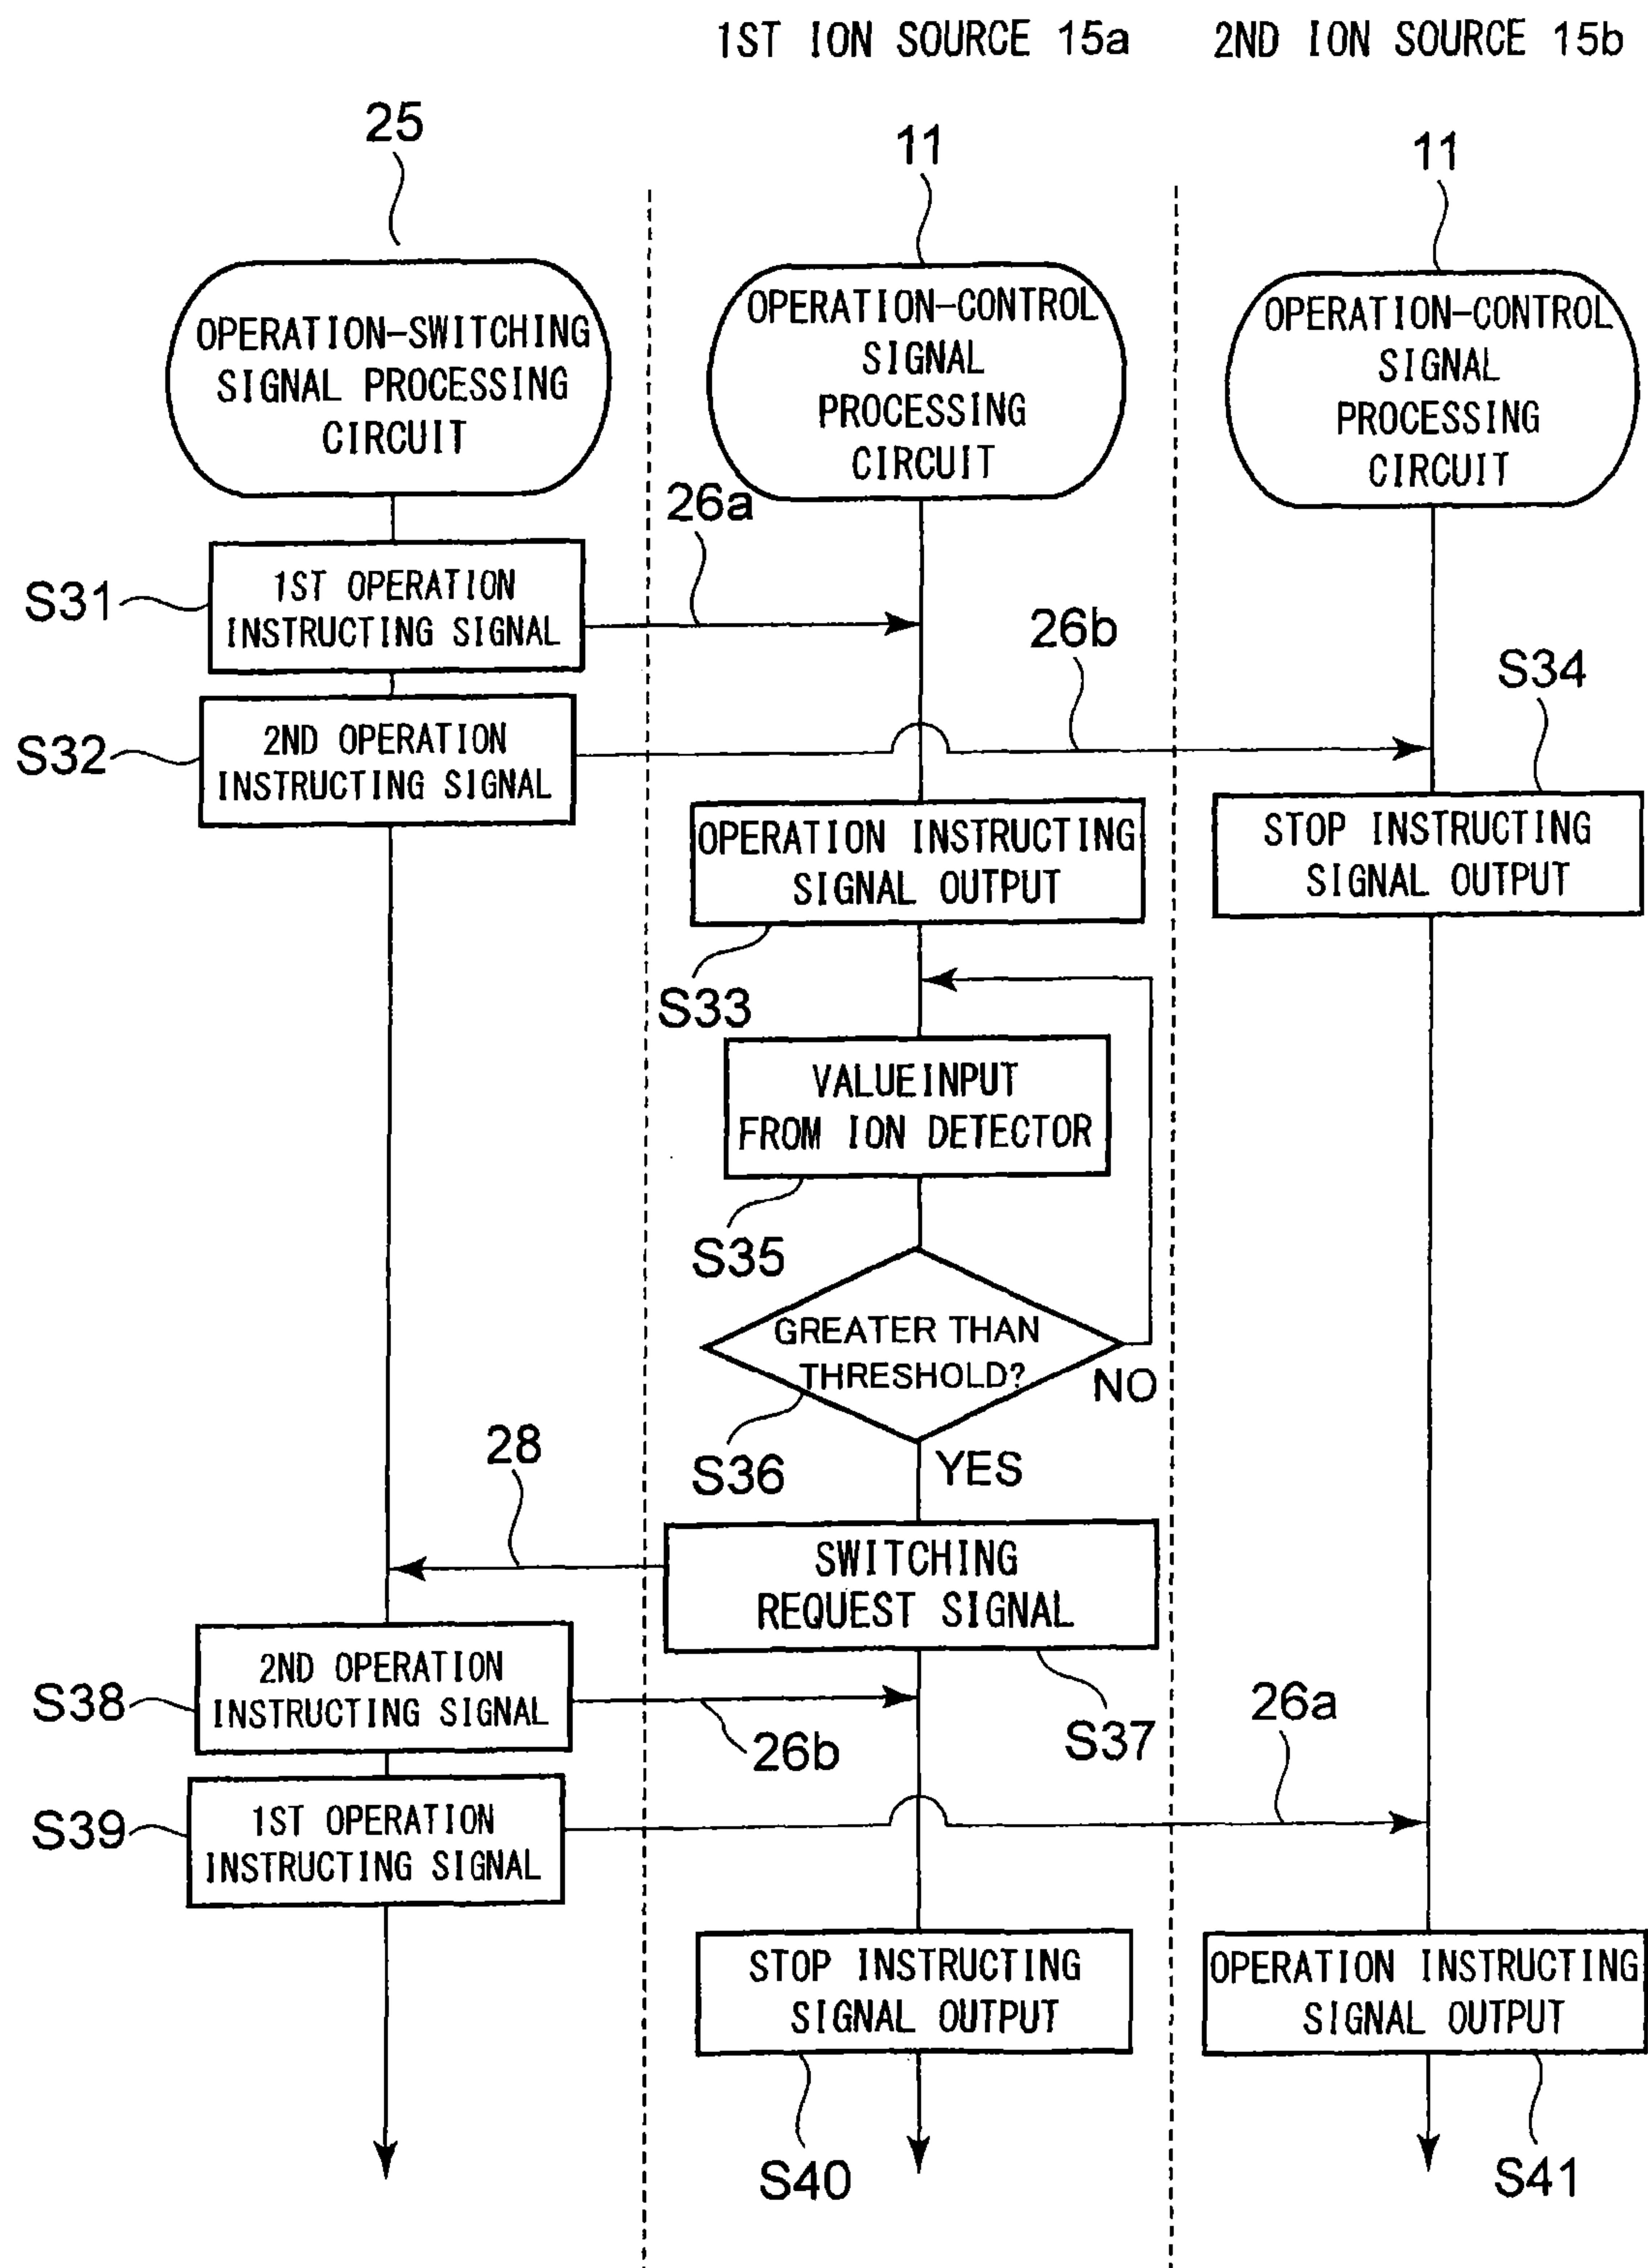 1ST ION SOURCE 15a
2ND ION SOURCE 15b
25
11
11
OPERATION-SWITCHING
SIGNAL PROCESSING
CIRCUIT
OPERATION-CONTROL
SIGNAL
PROCESSING
CIRCUIT
OPERATION-CONTROL
SIGNAL
PROCESSING
CIRCUIT
26a
S31
1ST OPERATION
INSTRUCTING SIGNAL
26b
S34
S32
2ND OPERATION
INSTRUCTING SIGNAL
OPERATION INSTRUCTING
SIGNAL OUTPUT
STOP INSTRUCTING
SIGNAL OUTPUT
S33
VALUEINPUT
FROM ION DETECTOR
S35
GREATER THAN
THRESHOLD?
NO
S36
YES
28
SWITCHING
REQUEST SIGNAL
S38
2ND OPERATION
INSTRUCTING SIGNAL
26b
S37
26a
S39
1ST OPERATION
INSTRUCTING SIGNAL
STOP INSTRUCTING
SIGNAL OUTPUT
OPERATION INSTRUCTING
SIGNAL OUTPUT
S40
S41